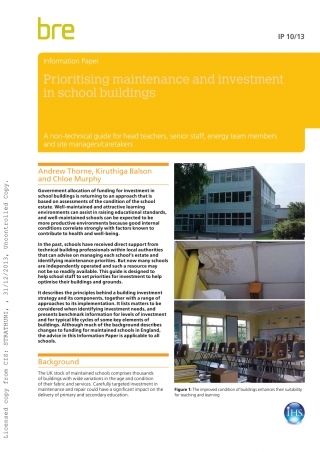 bre
IP 10/13
Information Paper
Prioritising maintenance and investment
in school buildings
A non-technical guide for head teachers, senior staff, energy team members
and site managers/caretakers
Andrew Thorne, Kiruthiga Balson
and Chloe Murphy
Government allocation of funding for investment in
school buildings is returning to an approach that is
based on assessments of the condition of the school
estate. Well-maintained and attractive learning
environments can assist in raising educational standards,
and well-maintained schools can be expected to be
more productive environments because good internal
conditions correlate strongly with factors known to
contribute to health and well-being.
In the past, schools have received direct support from
technical building professionals within local authorities
that can advise on managing each school's estate and
identifying maintenance priorities. But now many schools
are independently operated and such a resource may
not be so readily available. This guide is designed to
help school staff to set priorities for investment to help
optimise their buildings and grounds.
It describes the principles behind a building investment
strategy and its components, together with a range of
approaches to its implementation. It lists matters to be
considered when identifying investment needs, and
presents benchmark information for levels of investment
and for typical life cycles of some key elements of
buildings. Although much of the background describes
changes to funding for maintained schools in England,
the advice in this Information Paper is applicable to all
schools.
Background
The UK stock of maintained schools comprises thousands
of buildings with wide variations in the age and condition
of their fabric and services. Carefully targeted investment in
maintenance and repair could have a significant impact on the
delivery of primary and secondary education.
Figure 1: The improved condition of buildings enhances their suitability
for teaching and learning.
IHS
Licensed copy from CIS: STRATHUNI, , 31/12/2013, Uncontrolled Copy.